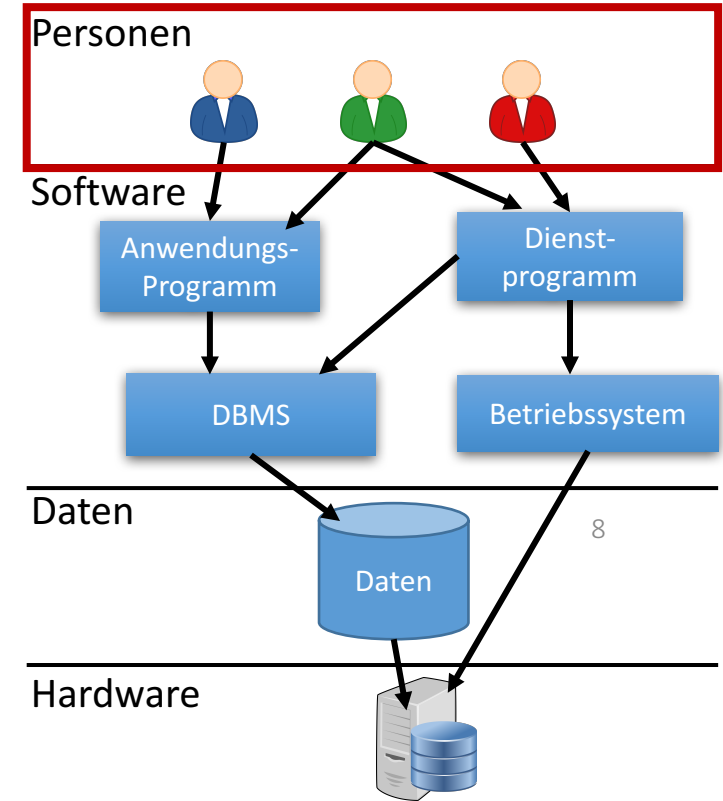 Personen
Software
Anwendungs-
Programm
Dienst-
programm
DBMS
Betriebssystem
Daten
8
Daten
Hardware